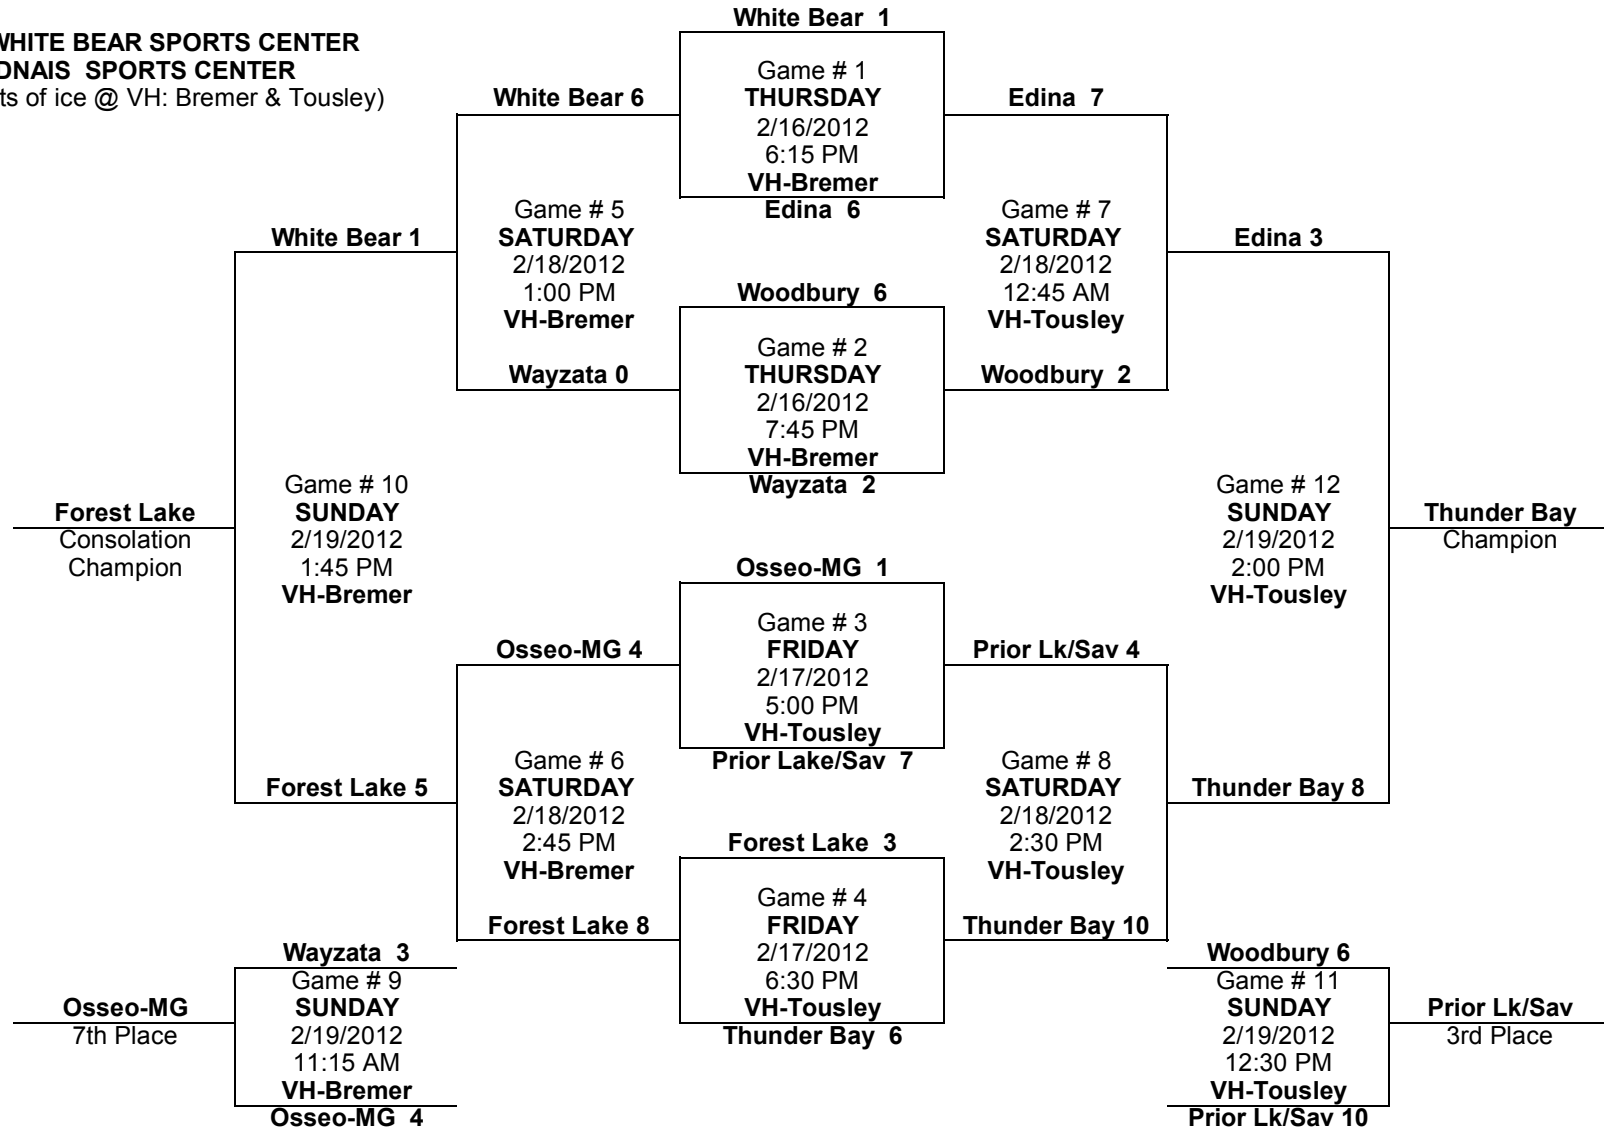 White Bear 1
WHITE BEAR SPORTS CENTER
DNAIS SPORTS CENTER
ts of ice @ VH: Bremer & Tousley)
Game # 1
THURSDAY
2/16/2012
6:15 PM
VH-Bremer
Edina 6
White Bear 6
Game # 5
SATURDAY
2/18/2012
1:00 PM
VH-Bremer
Wayzata 0
Edina 7
Game # 7
SATURDAY
2/18/2012
12:45 AM
VH-Tousley
Woodbury 2
Woodbury 6
Game # 2
THURSDAY
2/16/2012
7:45 PM
VH-Bremer
Wayzata 2
White Bear 1
Game # 10
SUNDAY
2/19/2012
1:45 PM
VH-Bremer
Forest Lake 5
Forest Lake
Consolation
Champion
Edina 3
Game # 12
SUNDAY
2/19/2012
2:00 PM
VH-Tousley
Thunder Bay 8
Thunder Bay
Champion
Osseo-MG 1
Game # 3
FRIDAY
2/17/2012
5:00 PM
VH-Tousley
Prior Lake/Sav 7
Osseo-MG 4
Game # 6
SATURDAY
2/18/2012
2:45 PM
VH-Bremer
Forest Lake 8
Prior Lk/Sav 4
Game # 8
SATURDAY
2/18/2012
2:30 PM
VH-Tousley
Thunder Bay 10
Forest Lake 3
Game # 4
FRIDAY
2/17/2012
6:30 PM
VH-Tousley
Thunder Bay 6
Wayzata 3
Game # 9
SUNDAY
2/19/2012
11:15 AM
VH-Bremer
Osseo-MG 4
Osseo-MG
7th Place
Woodbury 6
Game # 11
SUNDAY
2/19/2012
12:30 PM
VH-Tousley
Prior Lk/Sav 10
Prior Lk/Sav
3rd Place